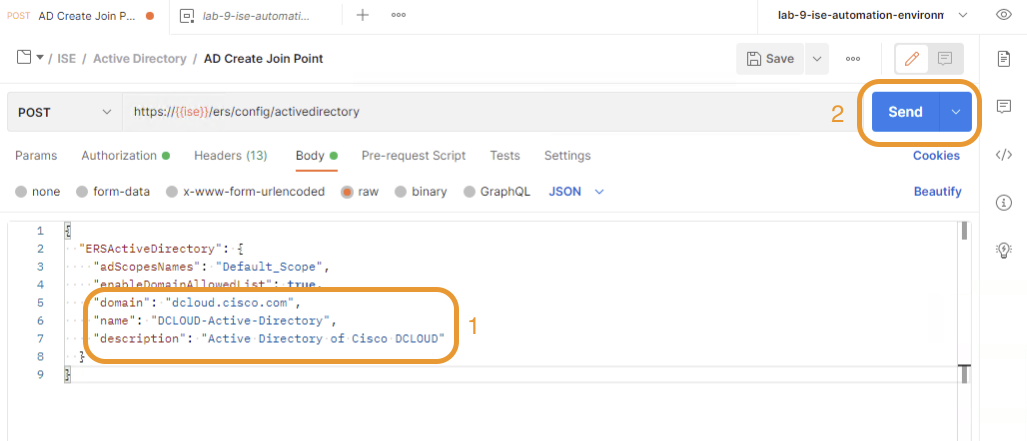 POST AD Create Join P... lab-9-ise-automati... lab-9-ise-automation-environm
/ ISE / Active Directory / AD Create Join Point Save
POST https://{{ise}}/ers/config/activedirectory 2 Send
Params Authorization Headers (13) Body Pre-request Script Tests Settings Cookies
none form-data x-www-form-urlencoded raw binary GraphQL JSON Beautify
1 {
2 "ERSActiveDirectory": {
3 "adScopesNames": "Default_Scope",
4 "enableDomainAllowedList": true,
5 "domain": "dcloud.cisco.com",
6 "name": "DCLOUD-Active-Directory", 1
7 "description": "Active Directory of Cisco DCLOUD"
8 }
9 }